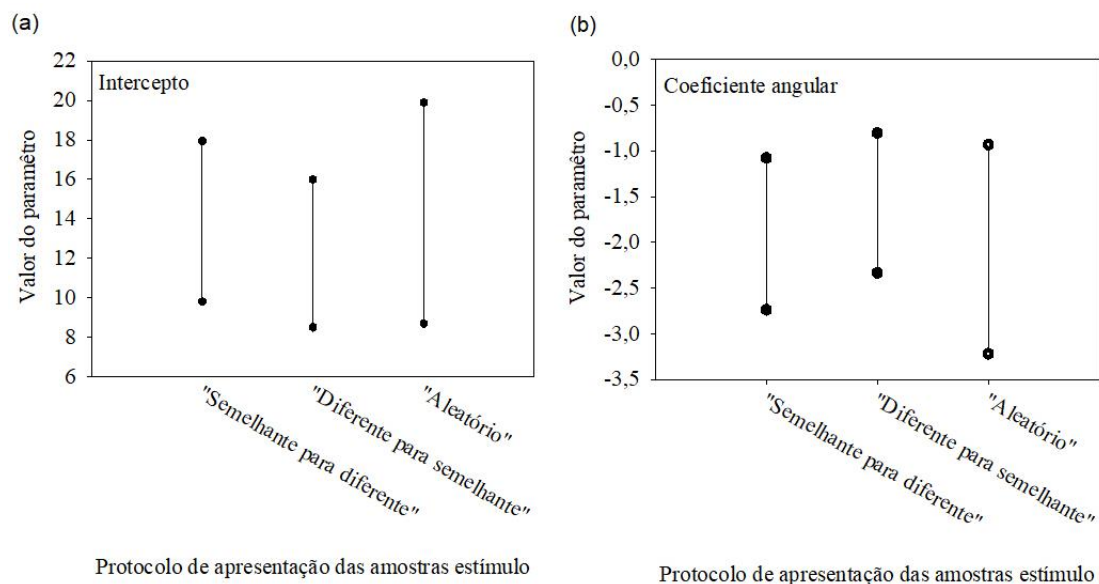 (a)
Intercepto
Valor do paramêtro
22
20
18
16
14
12
10
8
6
"Semelhante para diferente"
"Diferente para semelhante"
"Aleatório"
Protocolo de apresentação das amostras estímulo
(b)
Coeficiente angular
Valor do paramêtro
0,0
-0,5
-1,0
-1,5
-2,0
-2,5
-3,0
-3,5
"Semelhante para diferente"
"Diferente para semelhante"
"Aleatório"
Protocolo de apresentação das amostras estímulo